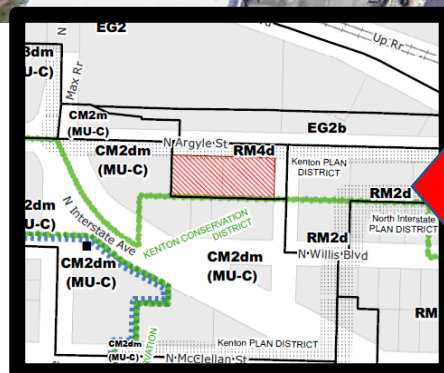 EG2
Up Rr
N
Max Rr
3dm
(MU-C)
CM2m
(MU-C)
EG2b
N Argyle St
RM4d
CM2dm
(MU-C)
Kenton PLAN
DISTRICT
RM2d
North Interstate
PLAN DISTRICT
2dm
(MU-C)
N Interstate Ave
KENTON CONSERVATION
DISTRICT
RM2d
CM2dm
(MU-C)
N Willis Blvd
CM2dm
(MU-C)
RM
Kenton PLAN DISTRICT
CM2dm
(MU-C)
VATION
N McClellan St